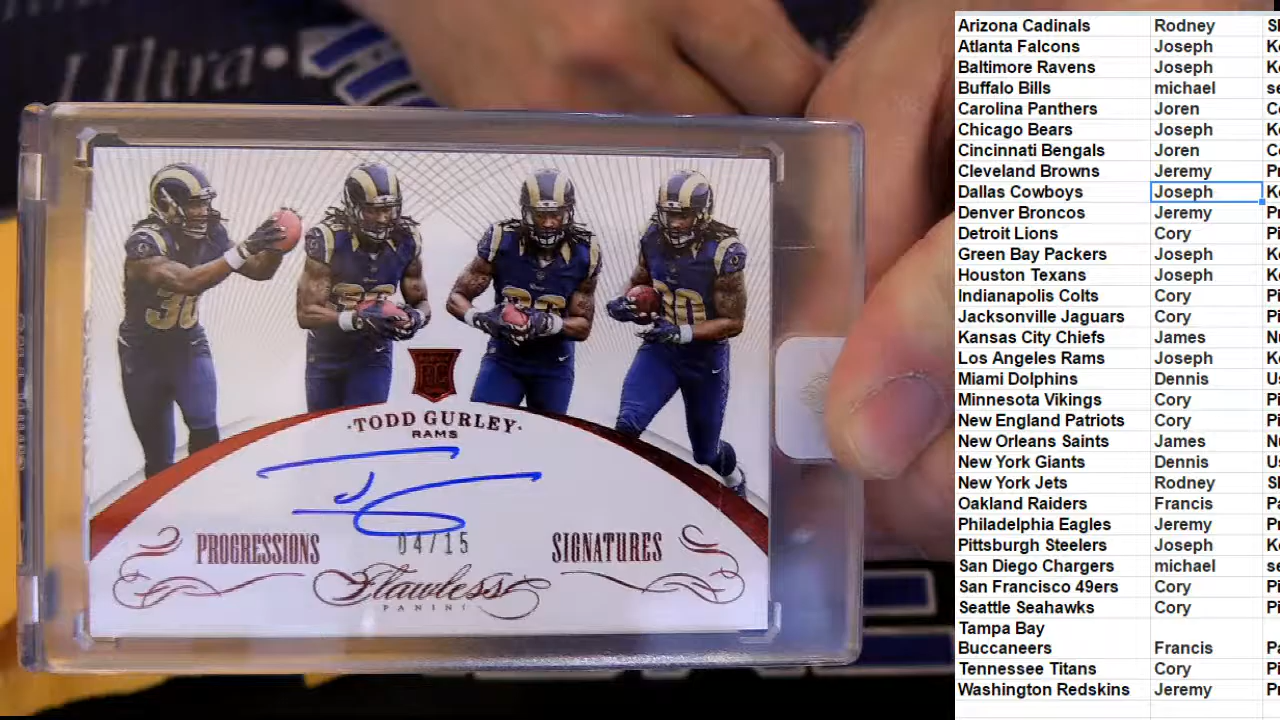 Ultra
30
30
30
30
RC
TODD GURLEY
RAMS
04/15
PROGRESSIONS
SIGNATURES
Flawless
PANINI
Arizona Cadinals Rodney
Atlanta Falcons Joseph
Baltimore Ravens Joseph
Buffalo Bills michael
Carolina Panthers Joren
Chicago Bears Joseph
Cincinnati Bengals Joren
Cleveland Browns Jeremy
Dallas Cowboys Joseph
Denver Broncos Jeremy
Detroit Lions Cory
Green Bay Packers Joseph
Houston Texans Joseph
Indianapolis Colts Cory
Jacksonville Jaguars Cory
Kansas City Chiefs James
Los Angeles Rams Joseph
Miami Dolphins Dennis
Minnesota Vikings Cory
New England Patriots Cory
New Orleans Saints James
New York Giants Dennis
New York Jets Rodney
Oakland Raiders Francis
Philadelphia Eagles Jeremy
Pittsburgh Steelers Joseph
San Diego Chargers michael
San Francisco 49ers Cory
Seattle Seahawks Cory
Tampa Bay
Buccaneers Francis
Tennessee Titans Cory
Washington Redskins Jeremy